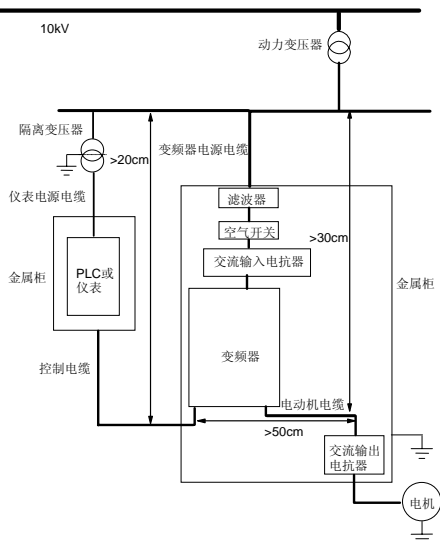 10kV
动力变压器
隔离变压器
>20cm
变频器电源电缆
仪表电源电缆
滤波器
空气开关
>30cm
交流输入电抗器
金属柜
PLC或
仪表
金属柜
变频器
控制电缆
电动机电缆
>50cm
交流输出
电抗器
电机